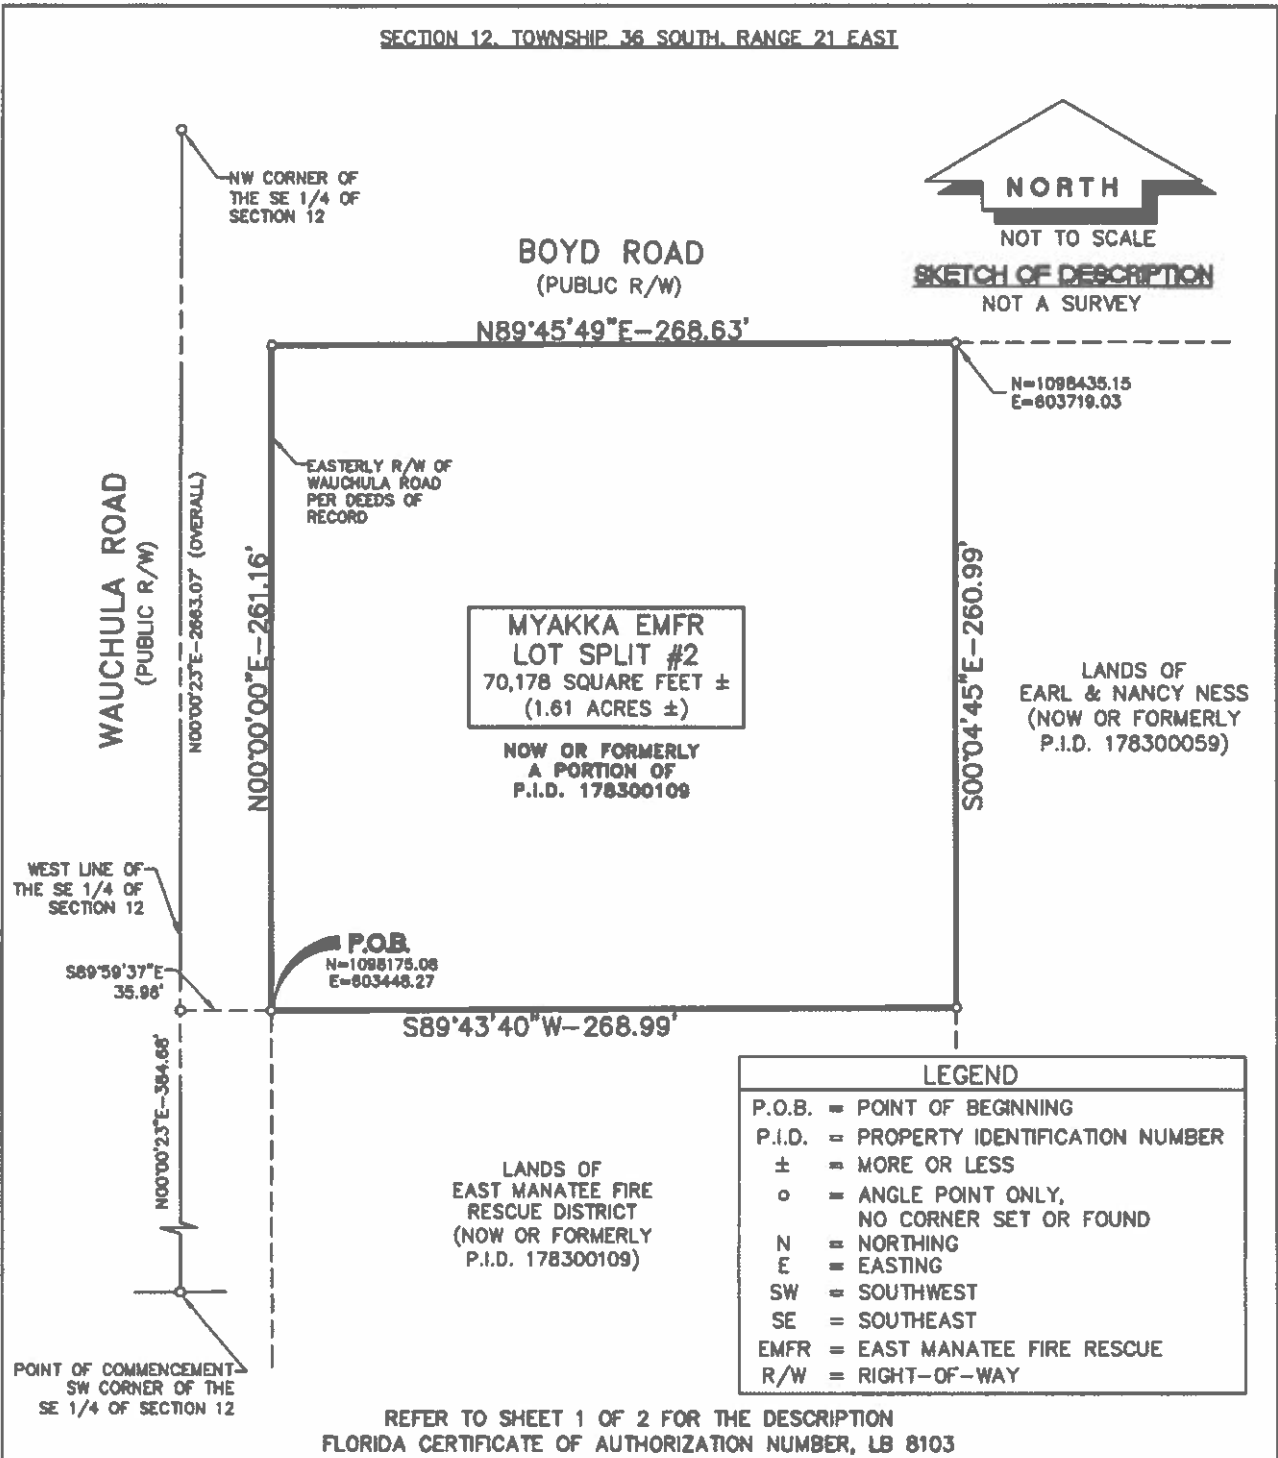 SECTION 12, TOWNSHIP 36 SOUTH, RANGE 21 EAST
NW CORNER OF
THE SE 1/4 OF
SECTION 12
NORTH
NOT TO SCALE
SKETCH OF DESCRIPTION
NOT A SURVEY
BOYD ROAD
(PUBLIC R/W)
N89°45'49"E-268.63'
N=1098435.15
E=603719.03
EASTERLY R/W OF
WAUCHULA ROAD
PER DEEDS OF
RECORD
WAUCHULA ROAD
(PUBLIC R/W)
N00°00'23"E-2663.07' (OVERALL)
N00°00'00"E-261.16'
MYAKKA EMFR
LOT SPLIT #2
70,178 SQUARE FEET ±
(1.61 ACRES ±)
NOW OR FORMERLY
A PORTION OF
P.I.D. 178300109
S00°04'45"E-260.99'
LANDS OF
EARL & NANCY NESS
(NOW OR FORMERLY
P.I.D. 178300059)
WEST LINE OF
THE SE 1/4 OF
SECTION 12
S89°59'37"E
35.98'
P.O.B.
N=1098175.08
E=603448.27
S89°43'40"W-268.99'
N00°00'23"E-384.68'
LANDS OF
EAST MANATEE FIRE
RESCUE DISTRICT
(NOW OR FORMERLY
P.I.D. 178300109)
POINT OF COMMENCEMENT
SW CORNER OF THE
SE 1/4 OF SECTION 12
LEGEND
P.O.B. = POINT OF BEGINNING
P.I.D. = PROPERTY IDENTIFICATION NUMBER
± = MORE OR LESS
o = ANGLE POINT ONLY,
NO CORNER SET OR FOUND
N = NORTHING
E = EASTING
SW = SOUTHWEST
SE = SOUTHEAST
EMFR = EAST MANATEE FIRE RESCUE
R/W = RIGHT-OF-WAY
REFER TO SHEET 1 OF 2 FOR THE DESCRIPTION
FLORIDA CERTIFICATE OF AUTHORIZATION NUMBER, LB 8103